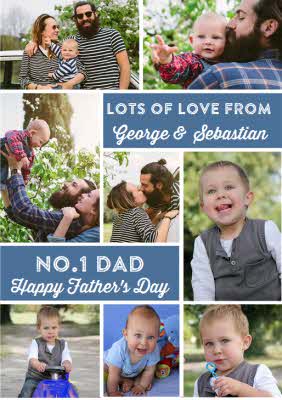 LOTS OF LOVE FROM
George & Sebastian
NO.1 DAD
Happy Father's Day